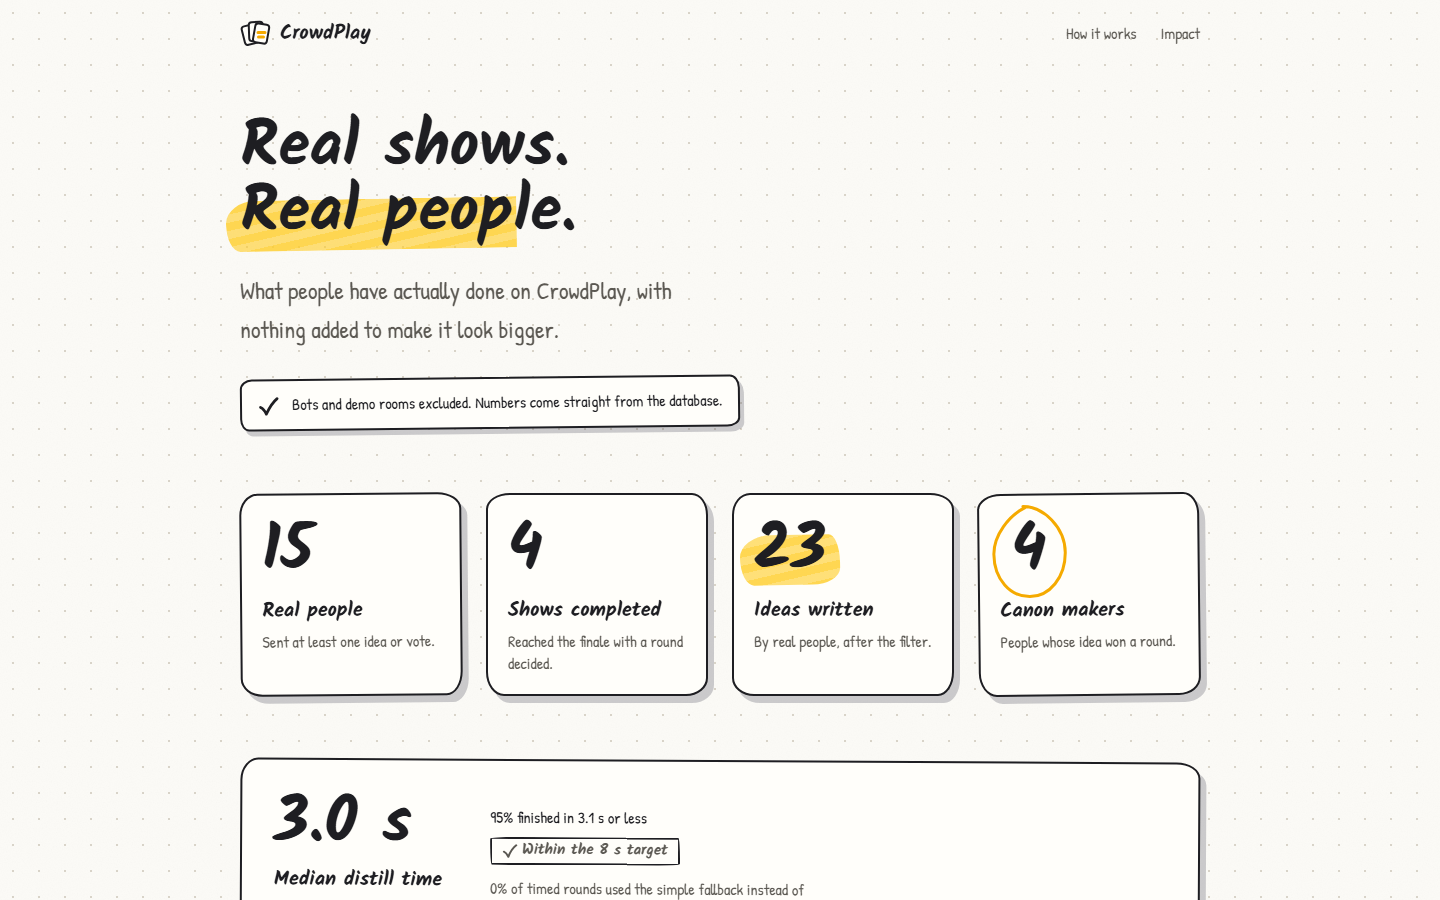 CrowdPlay
How it works Impact
Real shows.
Real people.
What people have actually done on CrowdPlay, with
nothing added to make it look bigger.
Bots and demo rooms excluded. Numbers come straight from the database.
15
Real people
Sent at least one idea or vote.
4
Shows completed
Reached the finale with a round
decided.
23
Ideas written
By real people, after the filter.
4
Canon makers
People whose idea won a round.
3.0 s
Median distill time
95% finished in 3.1 s or less
Within the 8 s target
0% of timed rounds used the simple fallback instead of